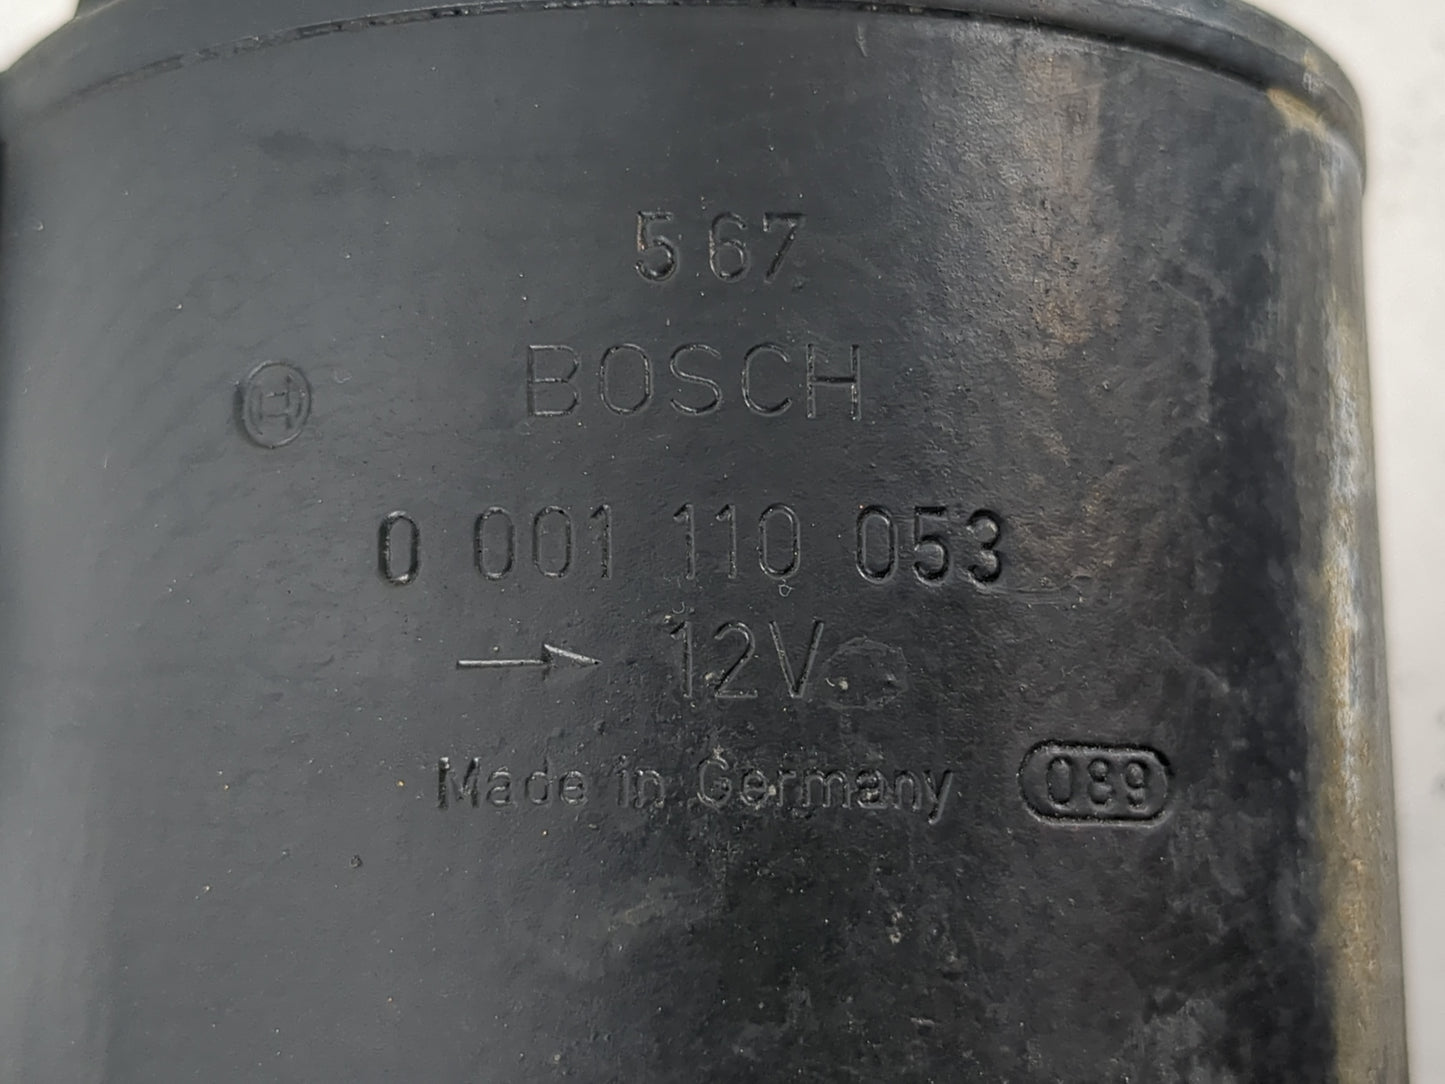 567
BOSCH
0 001 110 053
→ 12V
Made in Germany 089